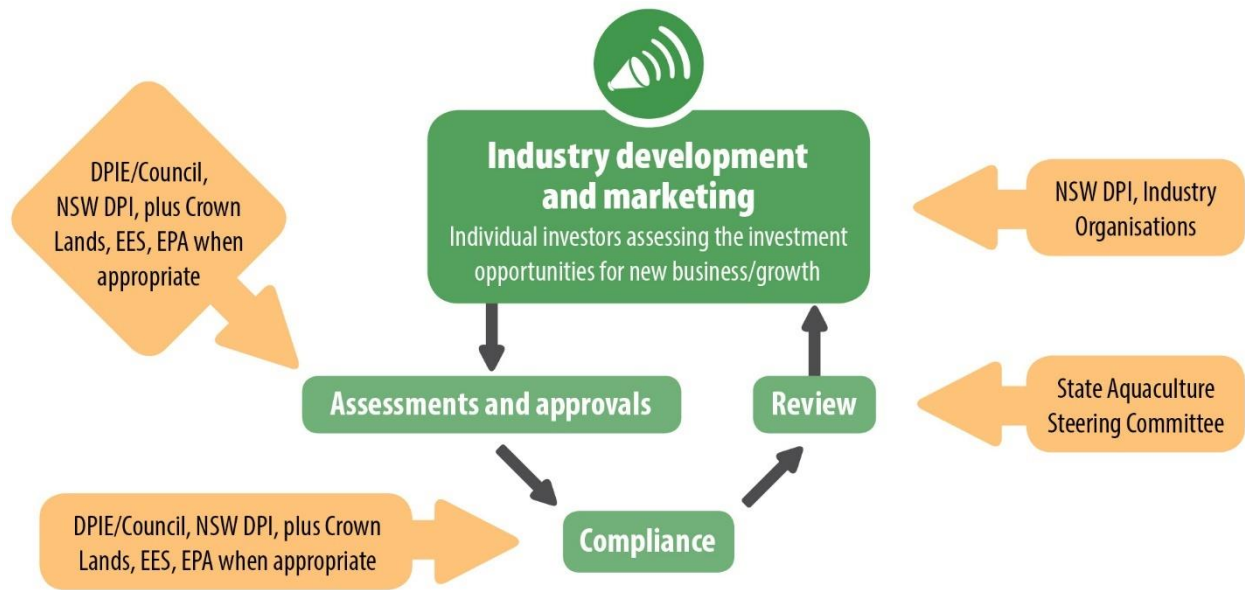 Industry development
and marketing
Individual investors assessing the investment
opportunities for new business/growth
DPIE/Council,
NSW DPI, plus Crown
Lands, EES, EPA when
appropriate
NSW DPI, Industry
Organisations
Assessments and approvals
Review
State Aquaculture
Steering Committee
DPIE/Council, NSW DPI, plus Crown
Lands, EES, EPA when appropriate
Compliance